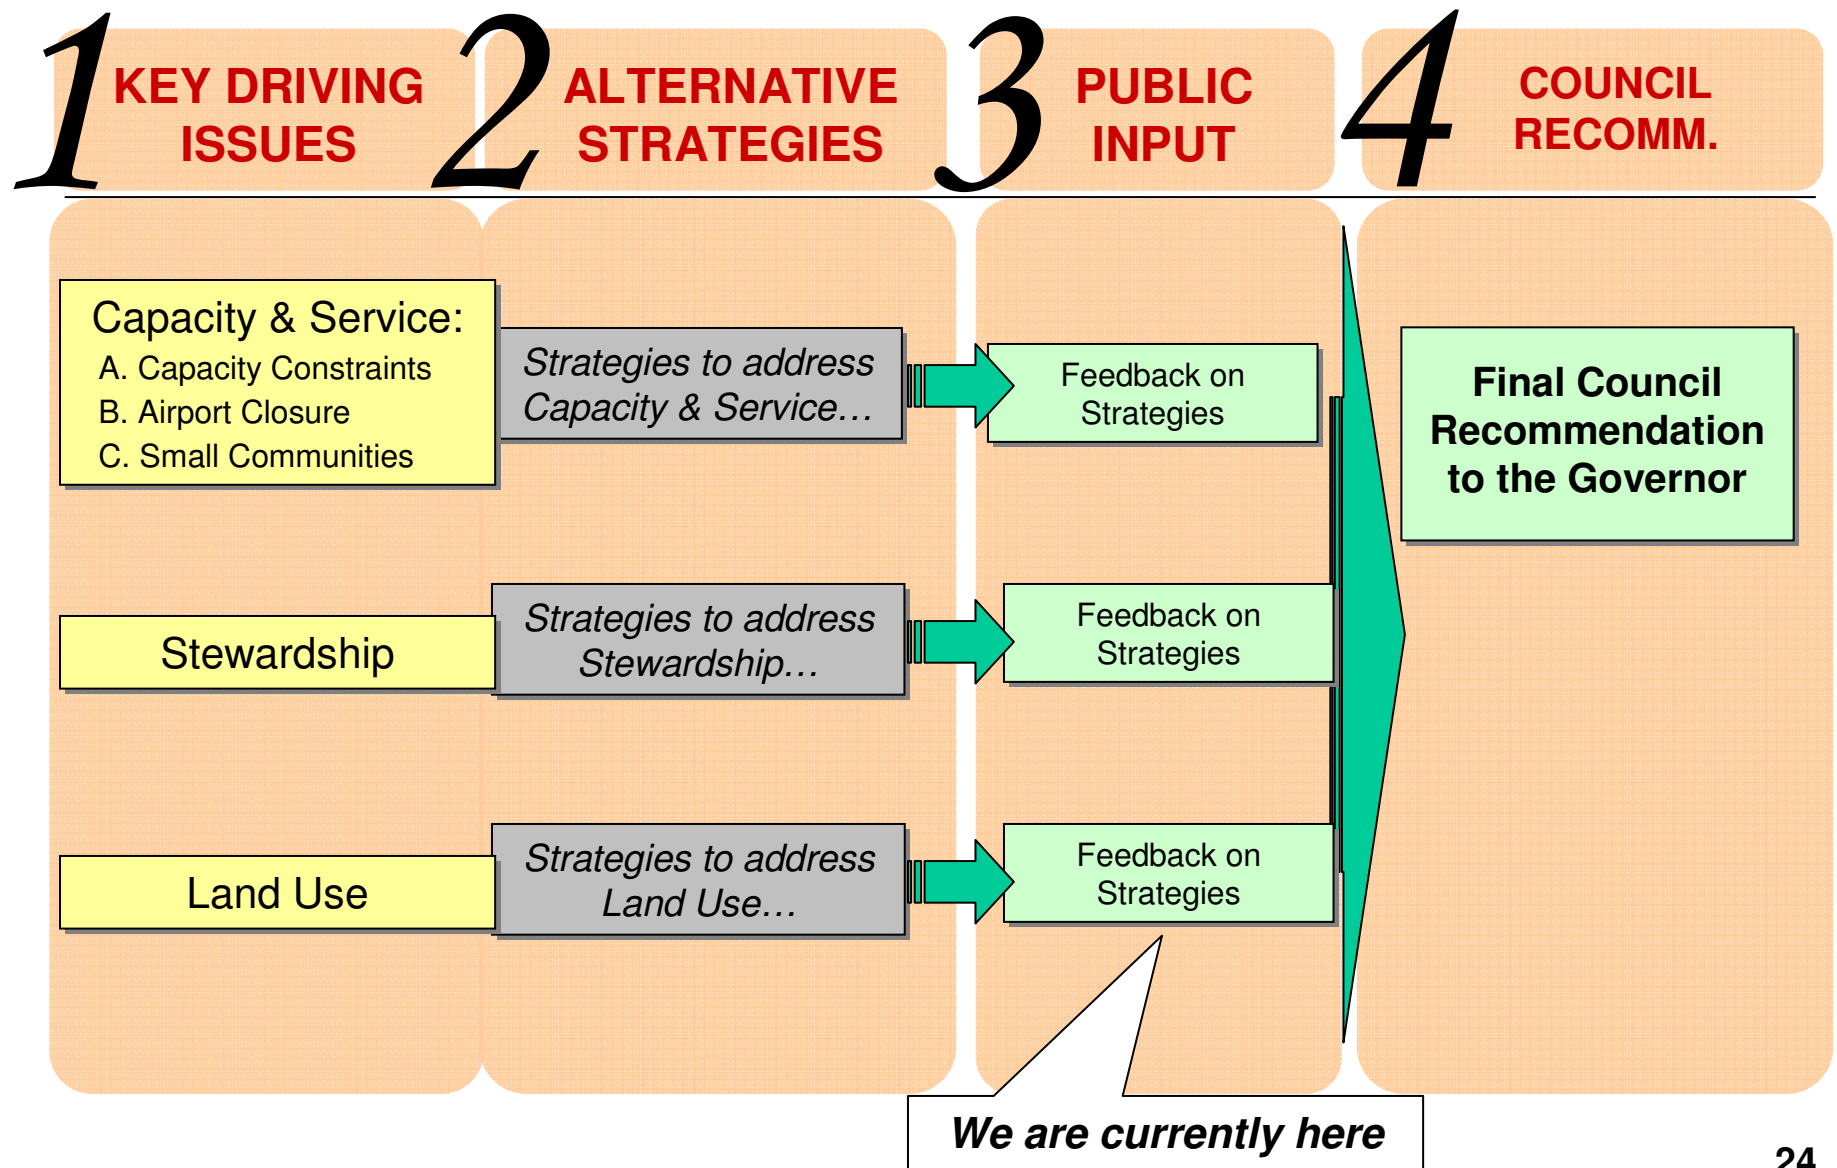 1
KEY DRIVING
ISSUES
2
ALTERNATIVE
STRATEGIES
3
PUBLIC
INPUT
4
COUNCIL
RECOMM.
Capacity & Service:
A. Capacity Constraints
B. Airport Closure
C. Small Communities
Strategies to address
Capacity & Service…
Feedback on
Strategies
Final Council
Recommendation
to the Governor
Stewardship
Strategies to address
Stewardship…
Feedback on
Strategies
Land Use
Strategies to address
Land Use…
Feedback on
Strategies
We are currently here
24